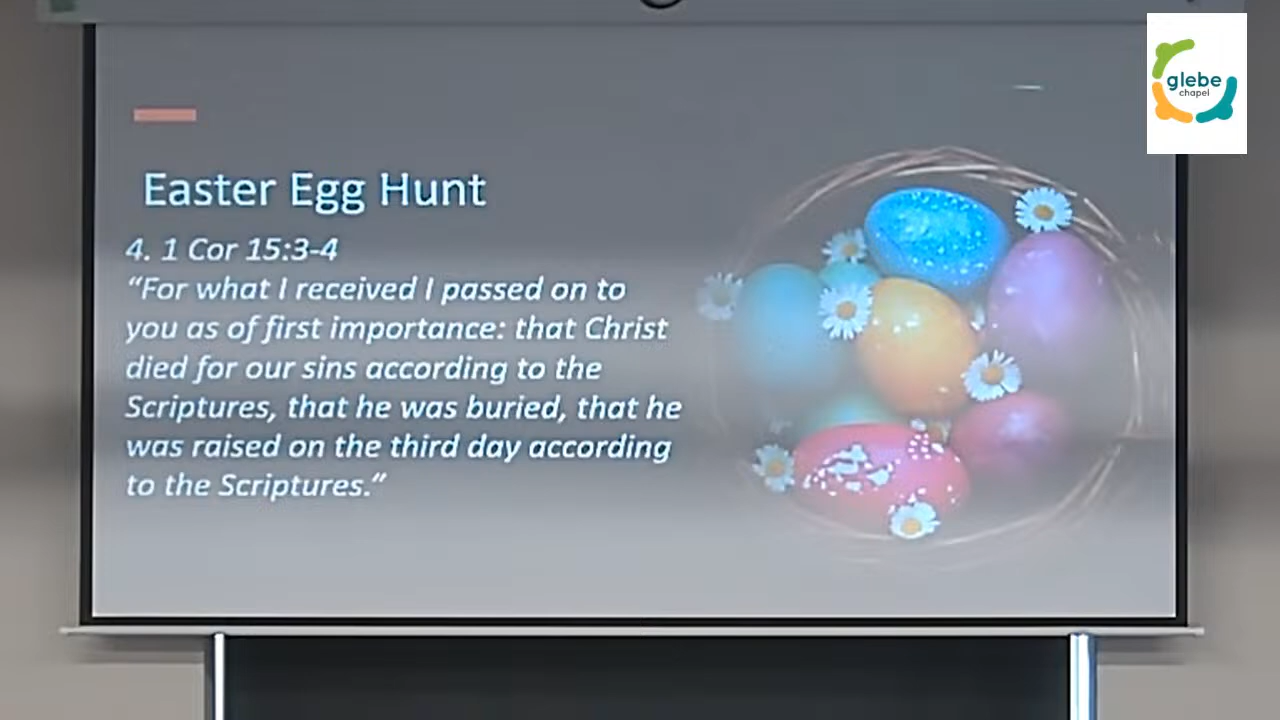 glebe
chapel
Easter Egg Hunt
4. 1 Cor 15:3-4
“For what I received I passed on to
you as of first importance: that Christ
died for our sins according to the
Scriptures, that he was buried, that he
was raised on the third day according
to the Scriptures.”